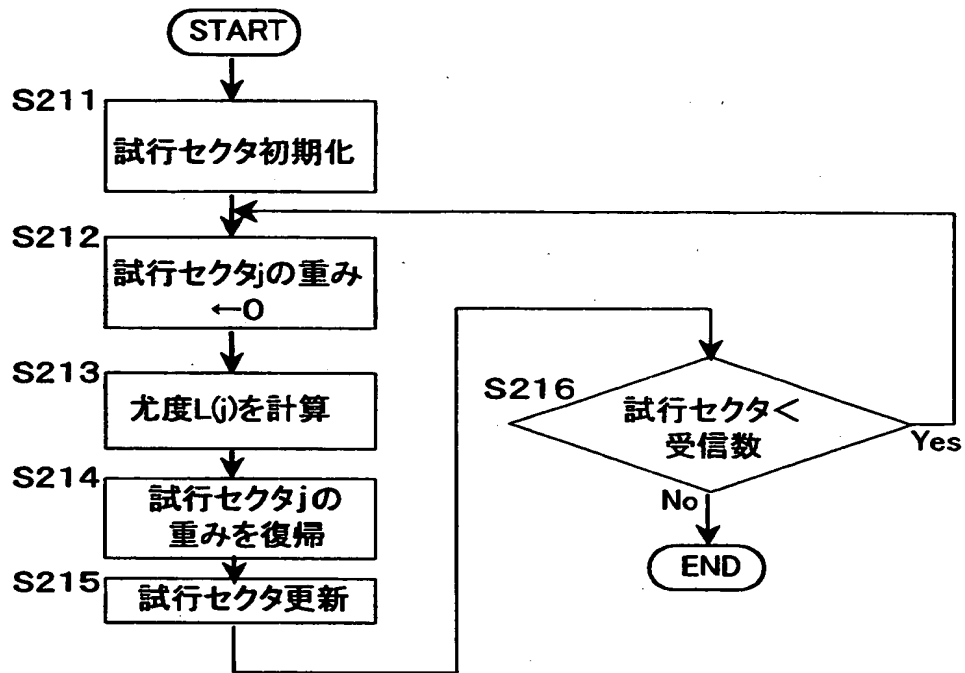 START
S211
試行セクタ初期化
S212
試行セクタjの重み
←0
S213
尤度L(j)を計算
S214
試行セクタjの
重みを復帰
S215
試行セクタ更新
S216
試行セクタ<
受信数
Yes
No
END